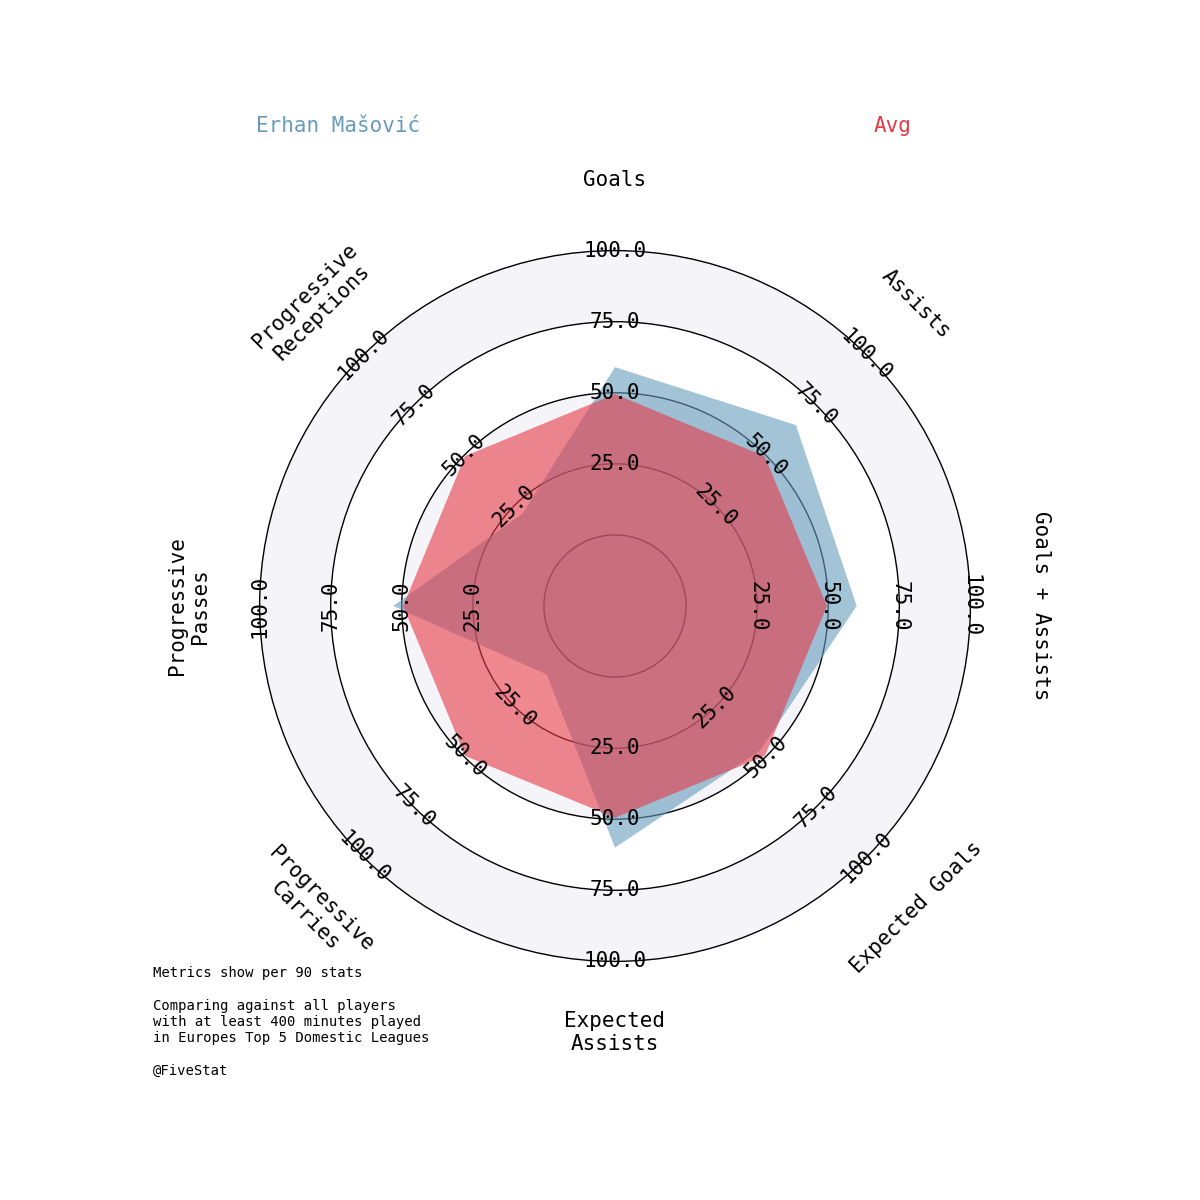 Erhan Mašović
Avg
Goals
Assists
Goals + Assists
Expected Goals
Expected
Assists
Progressive
Carries
Progressive
Passes
Progressive
Receptions
25.0
50.0
75.0
100.0
25.0
50.0
75.0
100.0
25.0
50.0
75.0
100.0
25.0
50.0
75.0
100.0
25.0
50.0
75.0
100.0
25.0
50.0
75.0
100.0
25.0
50.0
75.0
100.0
25.0
50.0
75.0
100.0
Metrics show per 90 stats
Comparing against all players
with at least 400 minutes played
in Europes Top 5 Domestic Leagues
@FiveStat